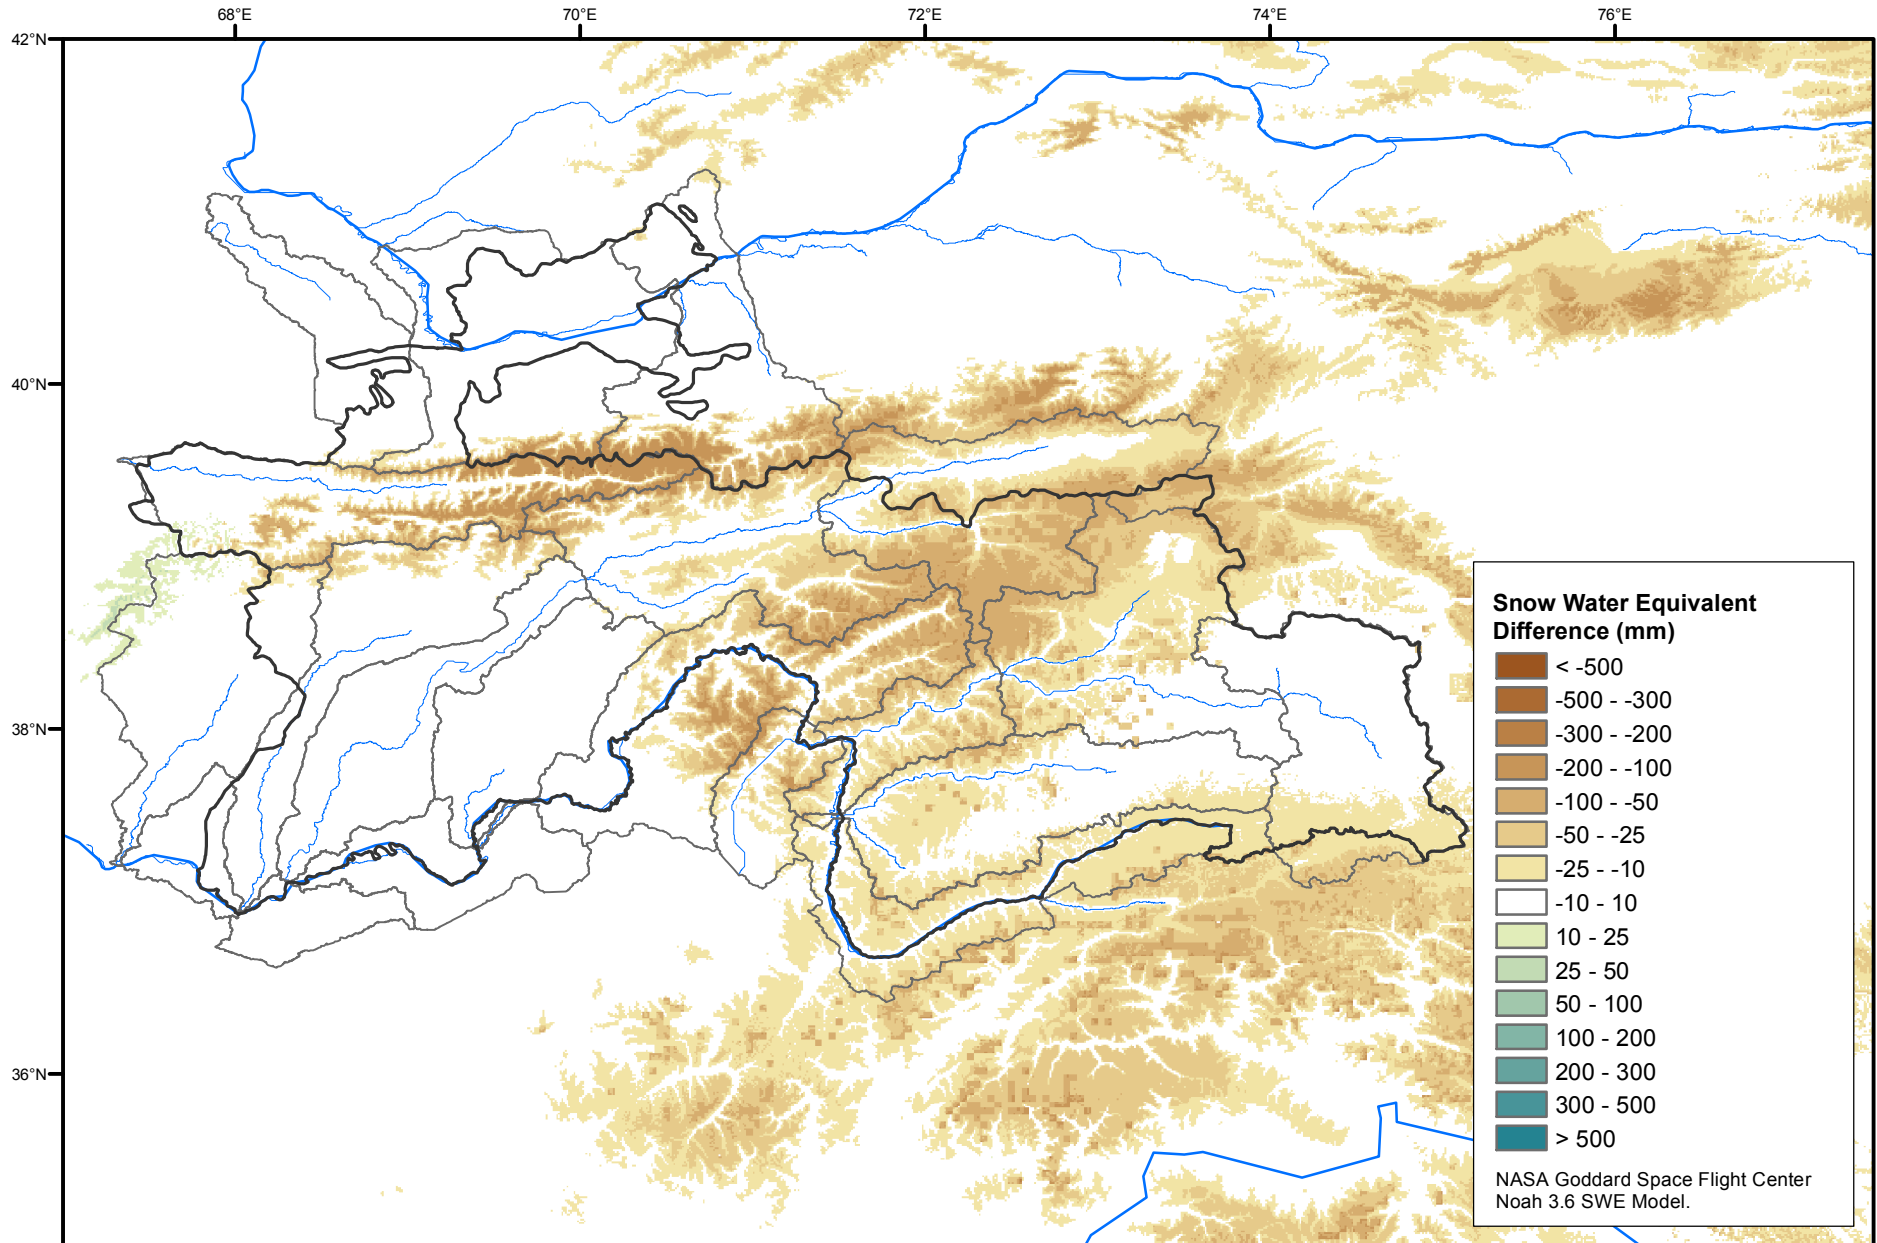 68°E 70°E 72°E 74°E 76°E
42°N
40°N
38°N
36°N
Snow Water Equivalent
Difference (mm)
< -500
-500 - -300
-300 - -200
-200 - -100
-100 - -50
-50 - -25
-25 - -10
-10 - 10
10 - 25
25 - 50
50 - 100
100 - 200
200 - 300
300 - 500
> 500
NASA Goddard Space Flight Center
Noah 3.6 SWE Model.